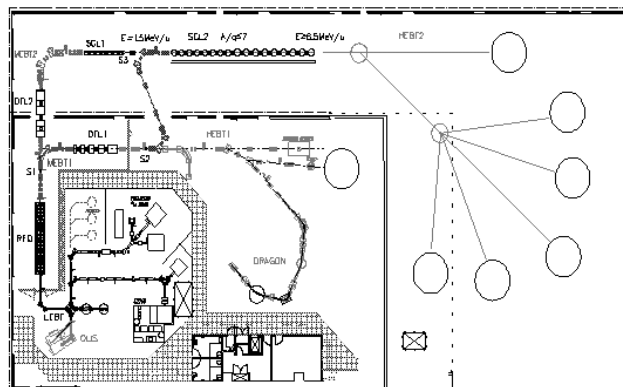 SCL1
E=1.5MeV/u
SCL2
A/q≤7
E≥6.5MeV/u
HEBT2
MEBT2
S3
DTL2
DTL1
HEBT1
S1
MEBT1
S2
RFQ
DRAGON
LEBT
OLIS